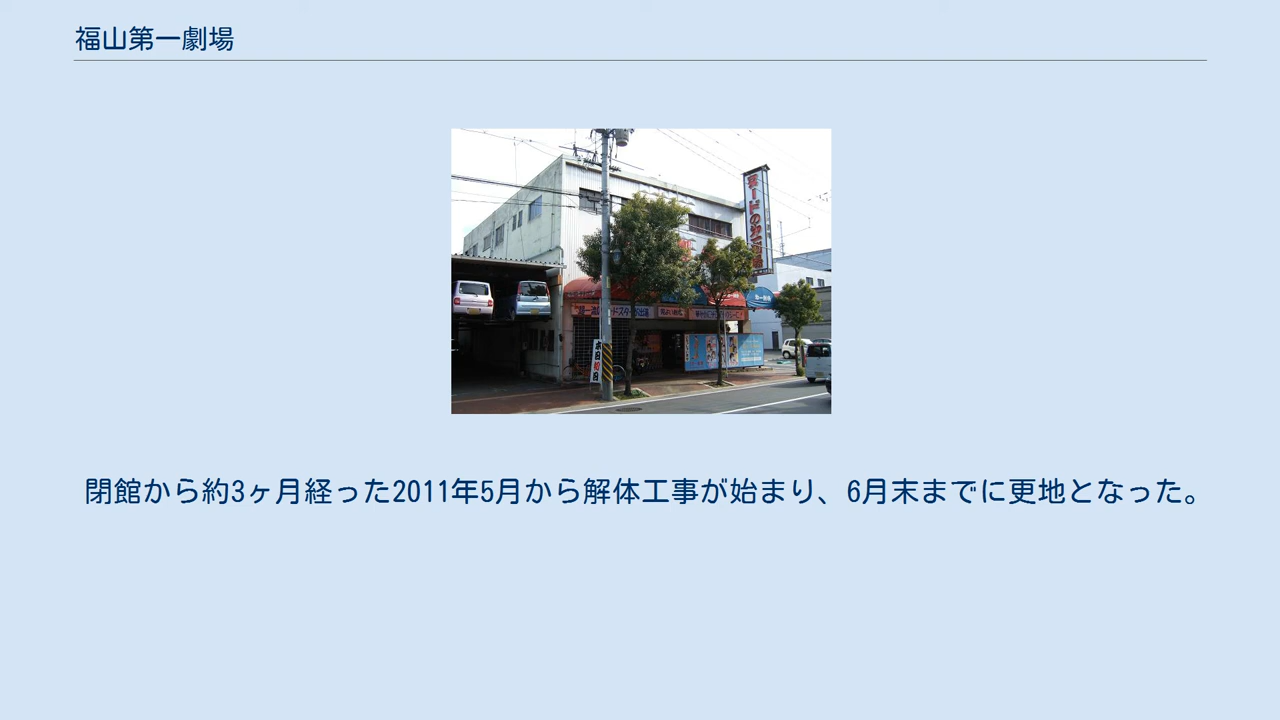 福山第一劇場
閉館から約3ヶ月経った2011年5月から解体工事が始まり、6月末までに更地となった。